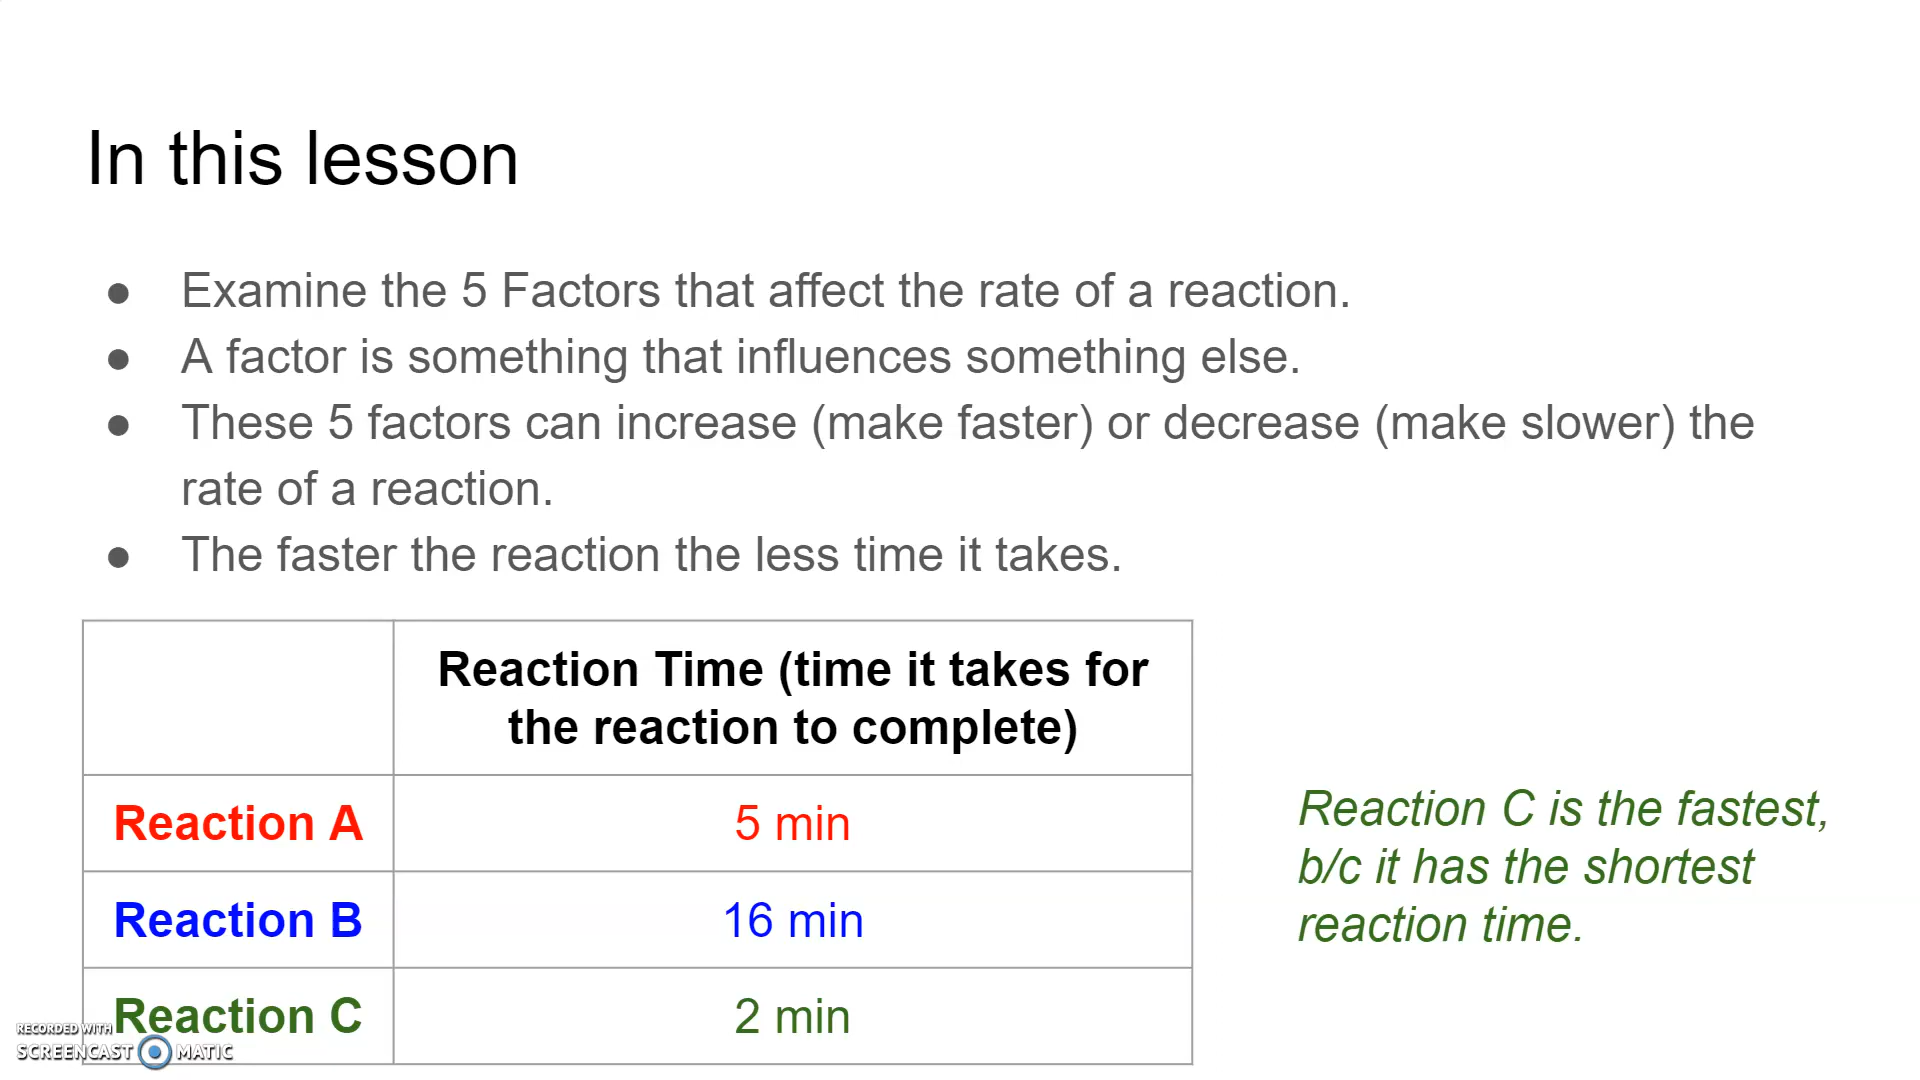 In this lesson
● Examine the 5 Factors that affect the rate of a reaction.
● A factor is something that influences something else.
● These 5 factors can increase (make faster) or decrease (make slower) the
rate of a reaction.
● The faster the reaction the less time it takes.
Reaction Time (time it takes for
the reaction to complete)
Reaction A 5 min
Reaction B 16 min
Reaction C 2 min
Reaction C is the fastest,
b/c it has the shortest
reaction time.
RECORDED WITH
SCREENCAST MATIC